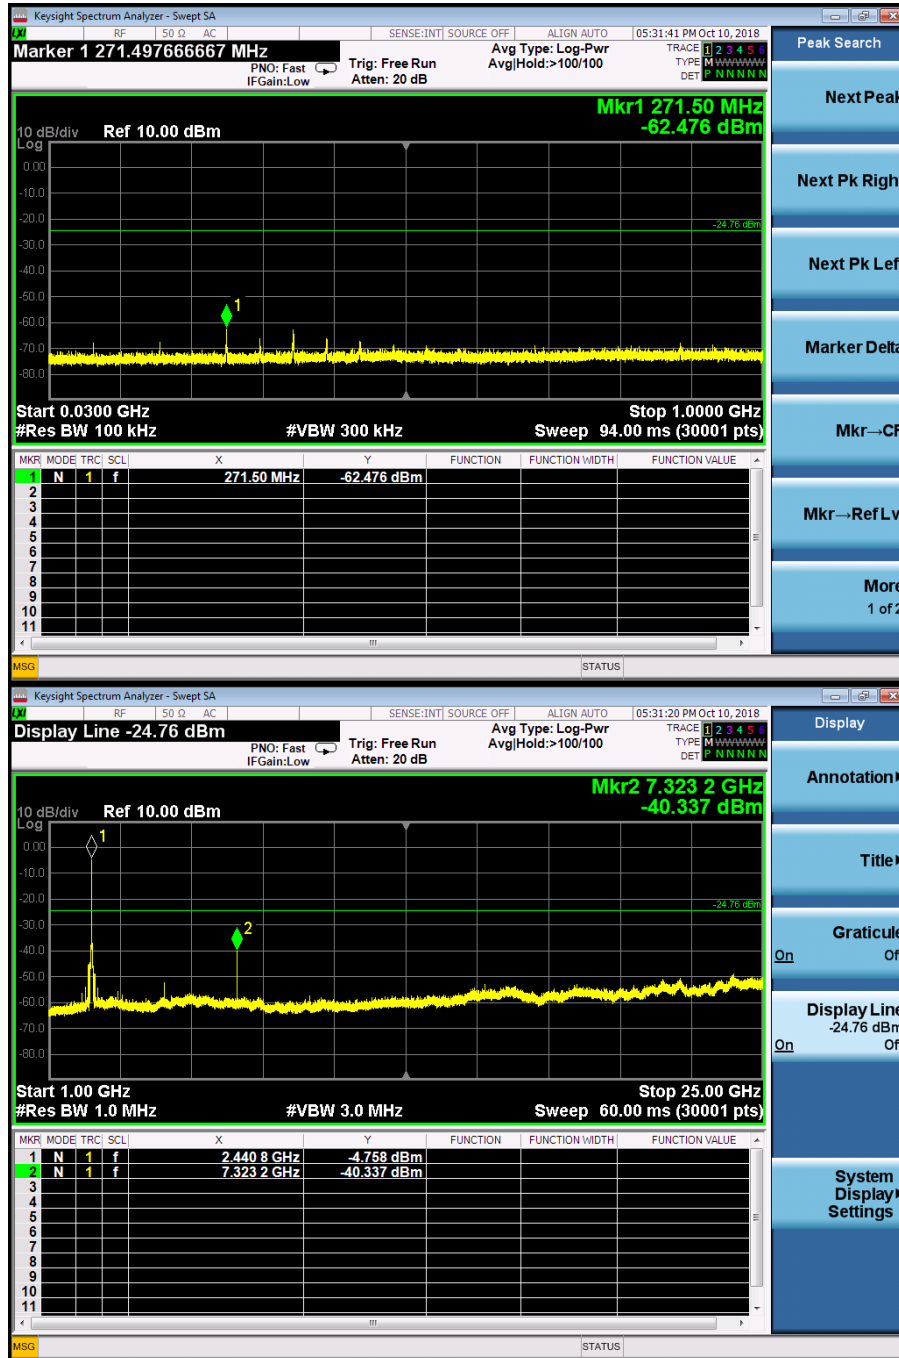 Keysight Spectrum Analyzer - Swept SA
LXI RF 50 Ω AC SENSE:INT SOURCE OFF ALIGN AUTO 05:31:41 PM Oct 10, 2018
Marker 1 271.497666667 MHz
PNO: Fast
IFGain:Low
Trig: Free Run
Atten: 20 dB
Avg Type: Log-Pwr
Avg|Hold:>100/100
TRACE 1 2 3 4 5 6
TYPE M WWWWW
DET P N N N N N
Mkr1 271.50 MHz
-62.476 dBm
10 dB/div Ref 10.00 dBm
Log
0.00
-10.0
-20.0
-24.76 dBm
-30.0
-40.0
-50.0
1
-60.0
-70.0
-80.0
Start 0.0300 GHz Stop 1.0000 GHz
#Res BW 100 kHz #VBW 300 kHz Sweep 94.00 ms (30001 pts)
MKR MODE TRC SCL X Y FUNCTION FUNCTION WIDTH FUNCTION VALUE
1 N 1 f 271.50 MHz -62.476 dBm
2
3
4
5
6
7
8
9
10
11
MSG STATUS
Peak Search
Next Peak
Next Pk Righ
Next Pk Lef
Marker Delta
Mkr→CF
Mkr→Ref Lv
More
1 of 2
Keysight Spectrum Analyzer - Swept SA
LXI RF 50 Ω AC SENSE:INT SOURCE OFF ALIGN AUTO 05:31:20 PM Oct 10, 2018
Display Line -24.76 dBm
PNO: Fast
IFGain:Low
Trig: Free Run
Atten: 20 dB
Avg Type: Log-Pwr
Avg|Hold:>100/100
TRACE 1 2 3 4 5 6
TYPE M WWWWW
DET P N N N N N
Mkr2 7.323 2 GHz
-40.337 dBm
10 dB/div Ref 10.00 dBm
Log
1
0.00
-10.0
-20.0
-24.76 dBm
-30.0
2
-40.0
-50.0
-60.0
-70.0
-80.0
Start 1.00 GHz Stop 25.00 GHz
#Res BW 1.0 MHz #VBW 3.0 MHz Sweep 60.00 ms (30001 pts)
MKR MODE TRC SCL X Y FUNCTION FUNCTION WIDTH FUNCTION VALUE
1 N 1 f 2.440 8 GHz -4.758 dBm
2 N 1 f 7.323 2 GHz -40.337 dBm
3
4
5
6
7
8
9
10
11
MSG STATUS
Display
Annotation
Title
Graticule
On Of
Display Line
-24.76 dBm
On Of
System
Display
Settings